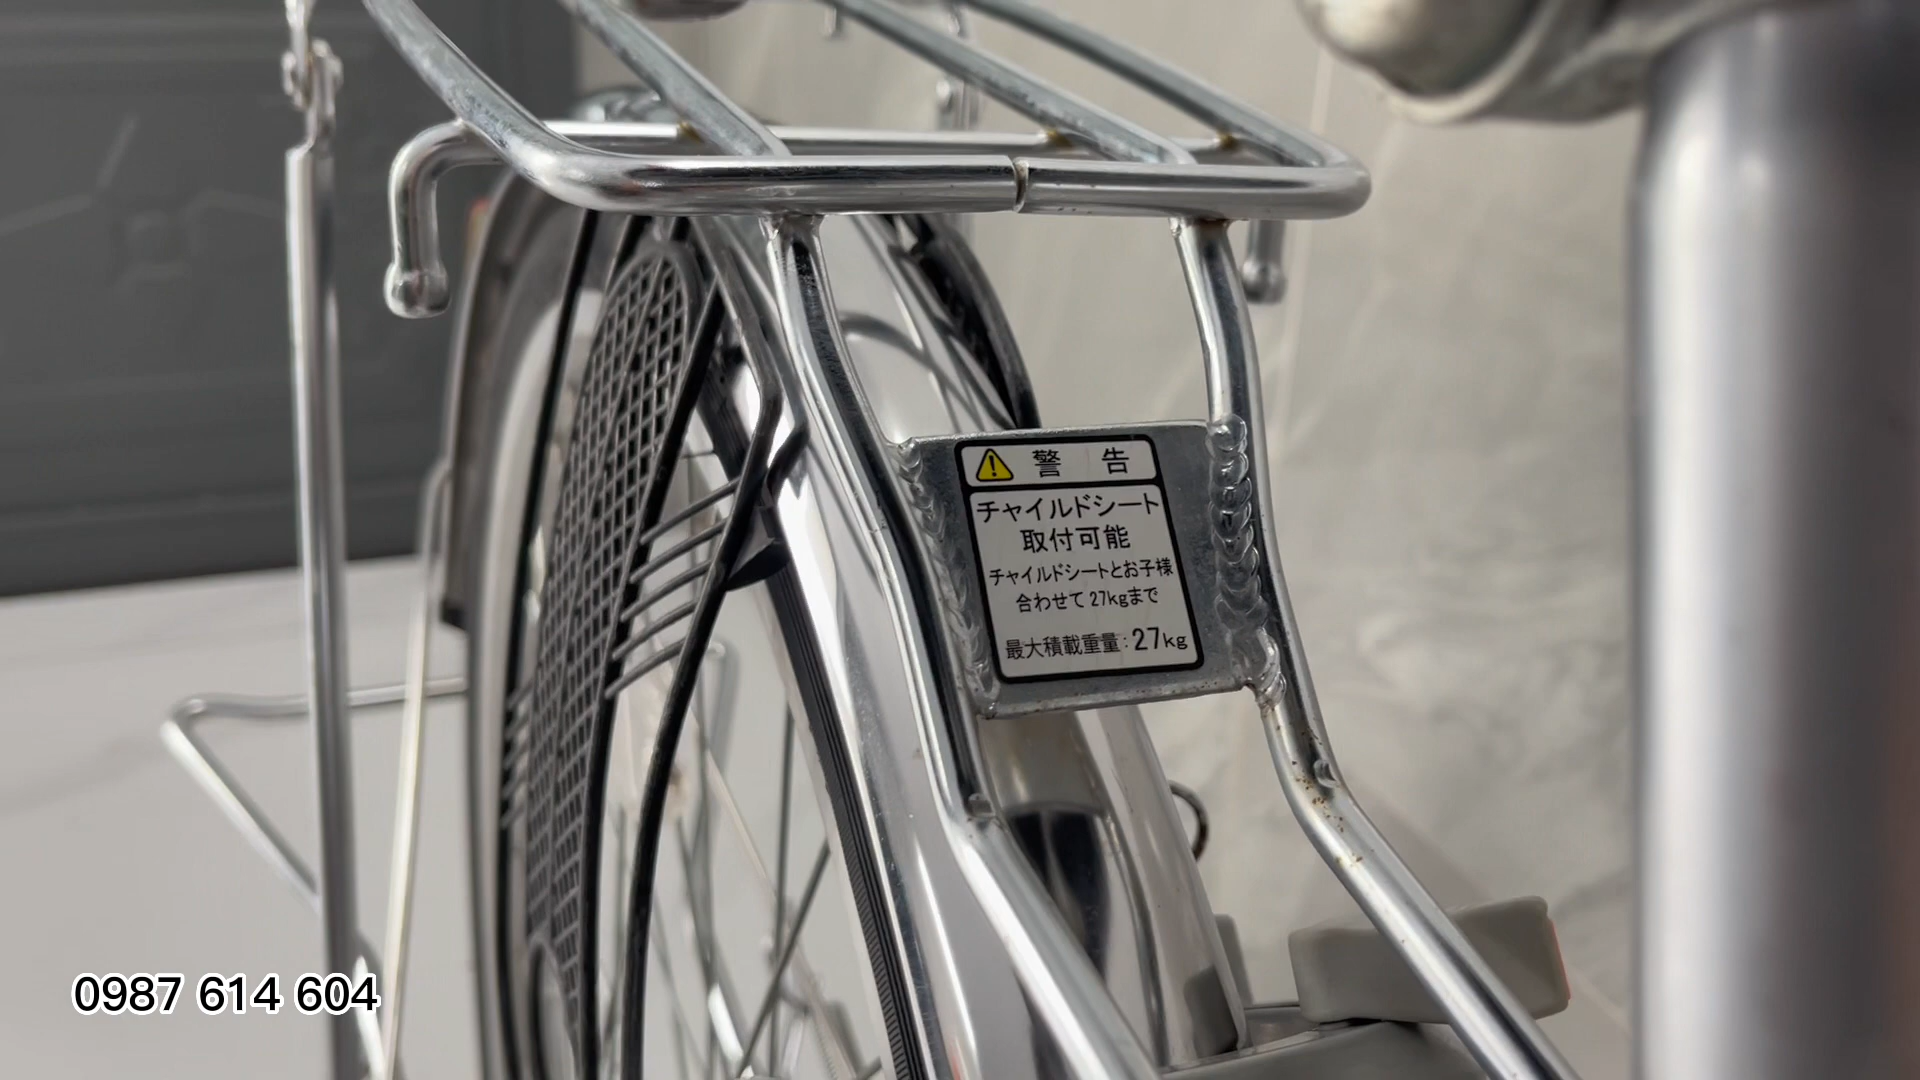 警 告
チャイルドシート
取付可能
チャイルドシートとお子様
合わせて27kgまで
最大積載重量:27kg
0987 614 604